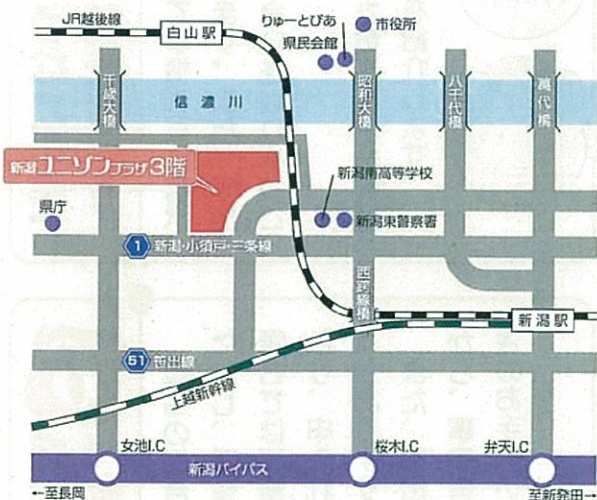 JR越後線
白山駅
りゅーとぴあ
県民会館
市役所
千歳大橋
信濃川
昭和大橋
八千代橋
萬代橋
新潟ユニゾンプラザ3階
新潟南高等学校
県庁
新潟東警察署
1 新潟・小須戸・三条線
西跨線橋
新潟駅
51 笹出線
上越新幹線
女池I.C
桜木I.C
弁天I.C
新潟バイパス
←至長岡
至新発田→